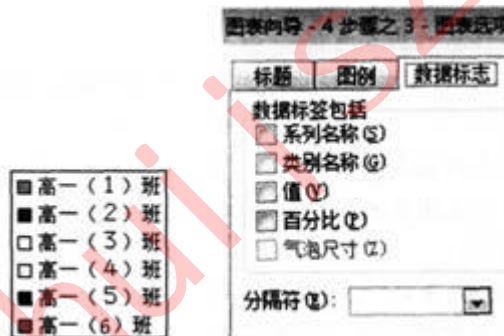 图表向导 - 4 步骤之 3 - 图表选项
标题
图例
数据标志
数据标签包括
系列名称(S)
类别名称(G)
值(V)
百分比(P)
气泡尺寸(Z)
分隔符(E):
高一（1）班
高一（2）班
高一（3）班
高一（4）班
高一（5）班
高一（6）班